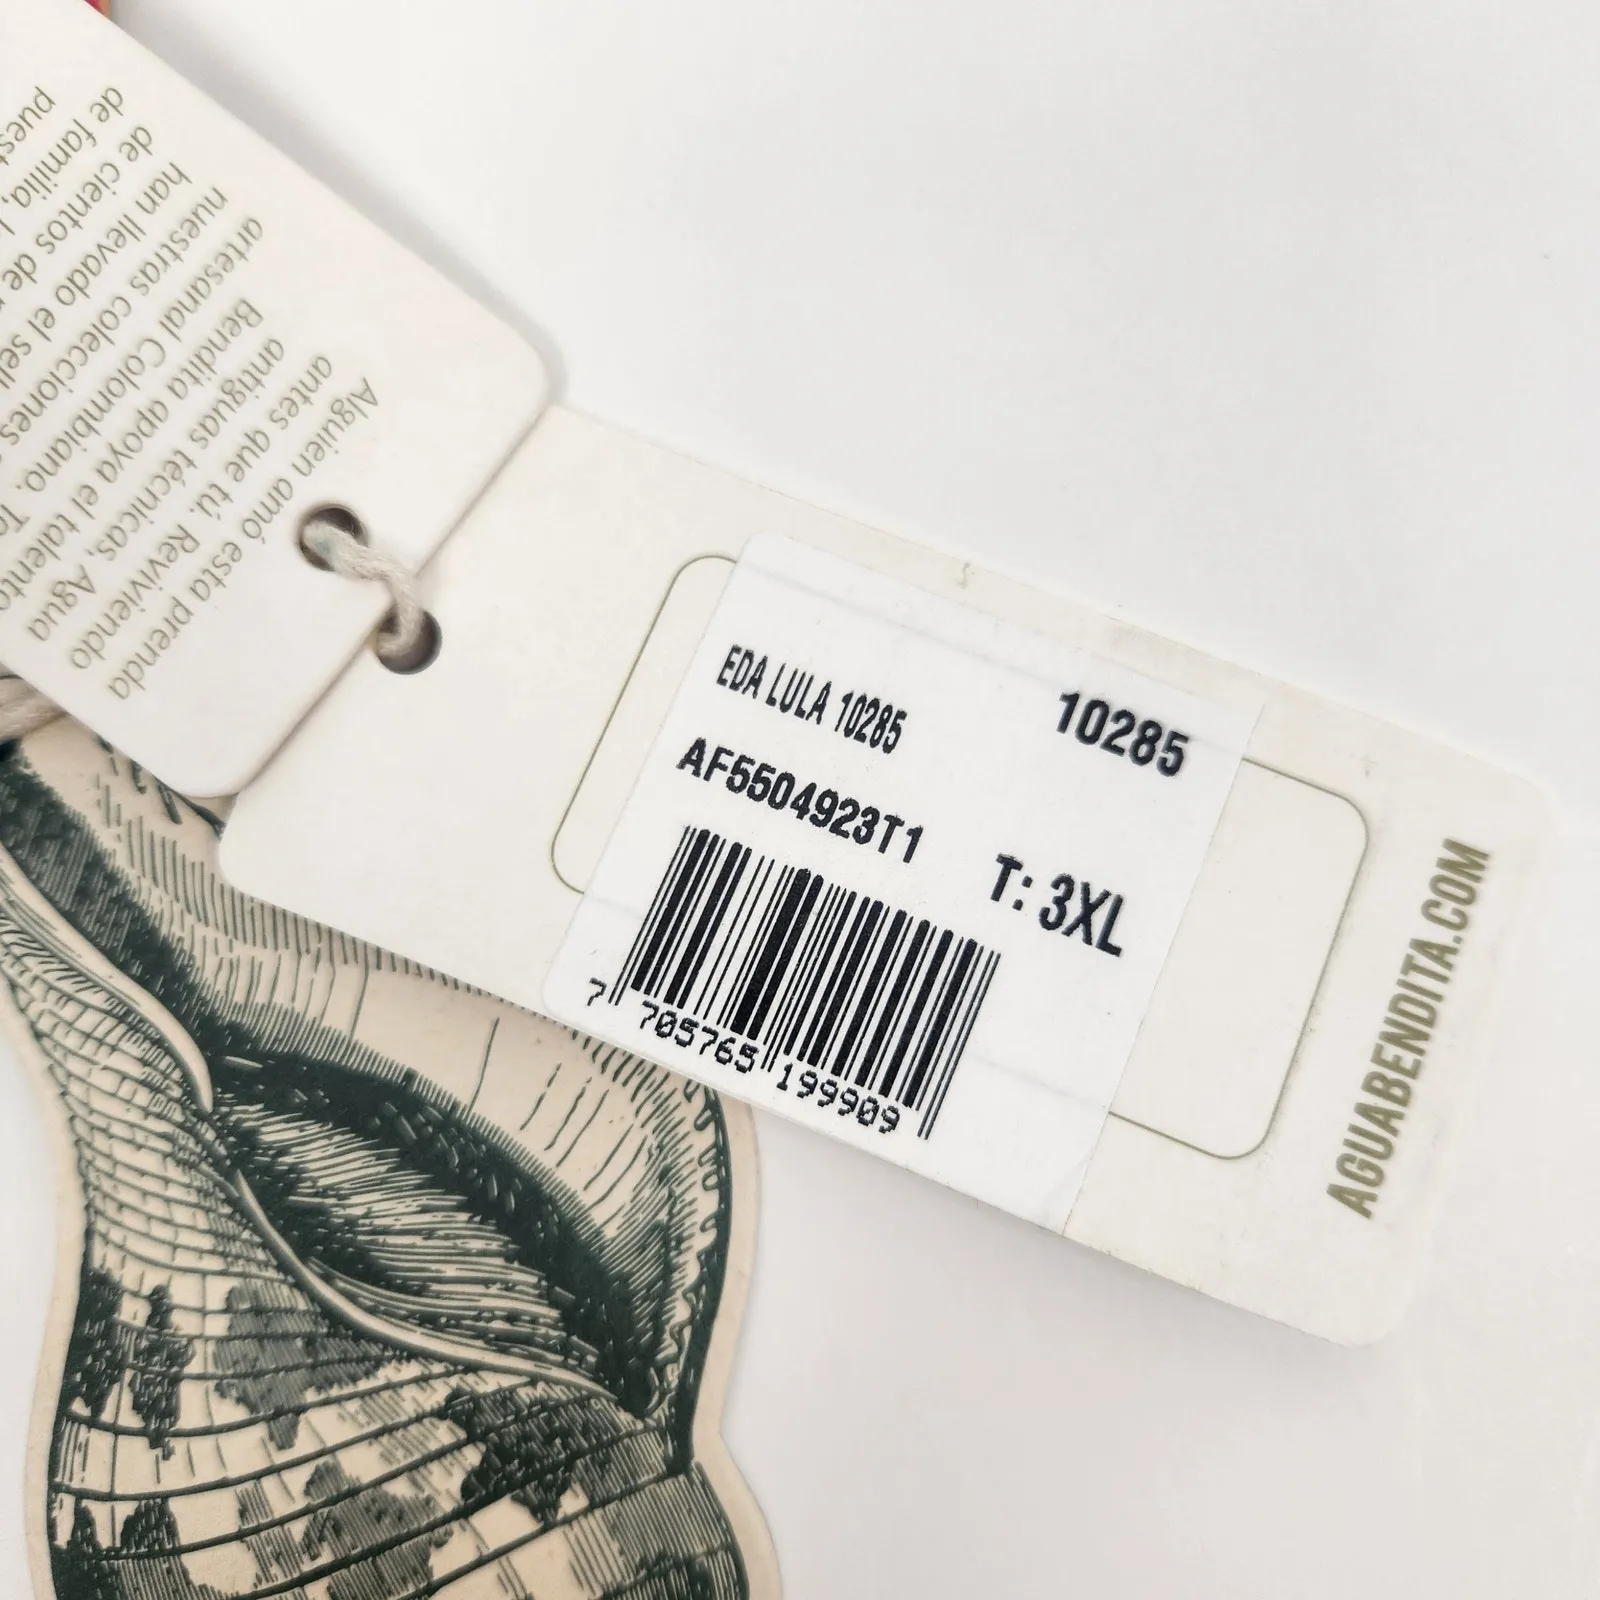 Alguien amó esta prenda
antes que tú. Reviviendo
antiguas técnicas, Agua
Bendita apoya el talento
artesanal Colombiano.
nuestras colecciones
han llevado el
de cientos de
de familia,
EDA LULA 10285
10285
AF5504923T1
T: 3XL
7 705765 199909
AGUABENDITA.COM